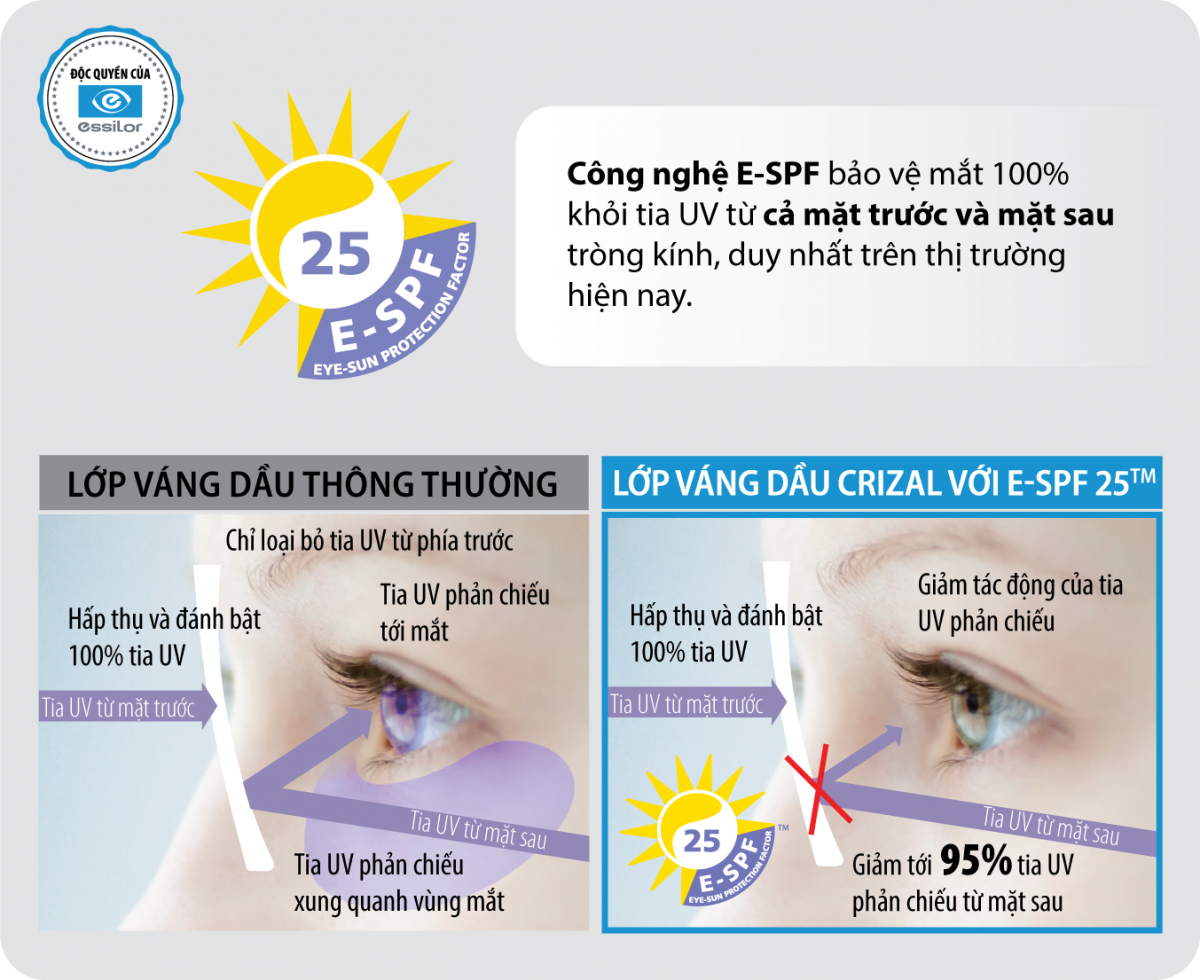 ĐỘC QUYỀN CỦA
essilor
25
E-SPF
EYE-SUN PROTECTION FACTOR
Công nghệ E-SPF bảo vệ mắt 100%
khỏi tia UV từ cả mặt trước và mặt sau
tròng kính, duy nhất trên thị trường
hiện nay.
LỚP VÁNG DẦU THÔNG THƯỜNG
Chỉ loại bỏ tia UV từ phía trước
Tia UV phản chiếu
tới mắt
Hấp thụ và đánh bật
100% tia UV
Tia UV từ mặt trước
Tia UV từ mặt sau
Tia UV phản chiếu
xung quanh vùng mắt
LỚP VÁNG DẦU CRIZAL VỚI E-SPF 25™
Giảm tác động của tia
UV phản chiếu
Hấp thụ và đánh bật
100% tia UV
Tia UV từ mặt trước
Tia UV từ mặt sau
25
E-SPF
EYE-SUN PROTECTION FACTOR
™
Giảm tới 95% tia UV
phản chiếu từ mặt sau